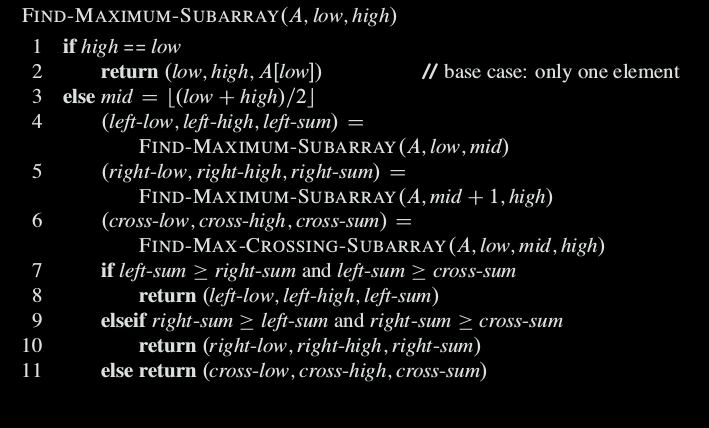 FIND-MAXIMUM-SUBARRAY(A, low, high)
1 if high == low
2 return (low, high, A[low]) // base case: only one element
3 else mid = ⌊(low + high)/2⌋
4 (left-low, left-high, left-sum) =
FIND-MAXIMUM-SUBARRAY(A, low, mid)
5 (right-low, right-high, right-sum) =
FIND-MAXIMUM-SUBARRAY(A, mid + 1, high)
6 (cross-low, cross-high, cross-sum) =
FIND-MAX-CROSSING-SUBARRAY(A, low, mid, high)
7 if left-sum ≥ right-sum and left-sum ≥ cross-sum
8 return (left-low, left-high, left-sum)
9 elseif right-sum ≥ left-sum and right-sum ≥ cross-sum
10 return (right-low, right-high, right-sum)
11 else return (cross-low, cross-high, cross-sum)